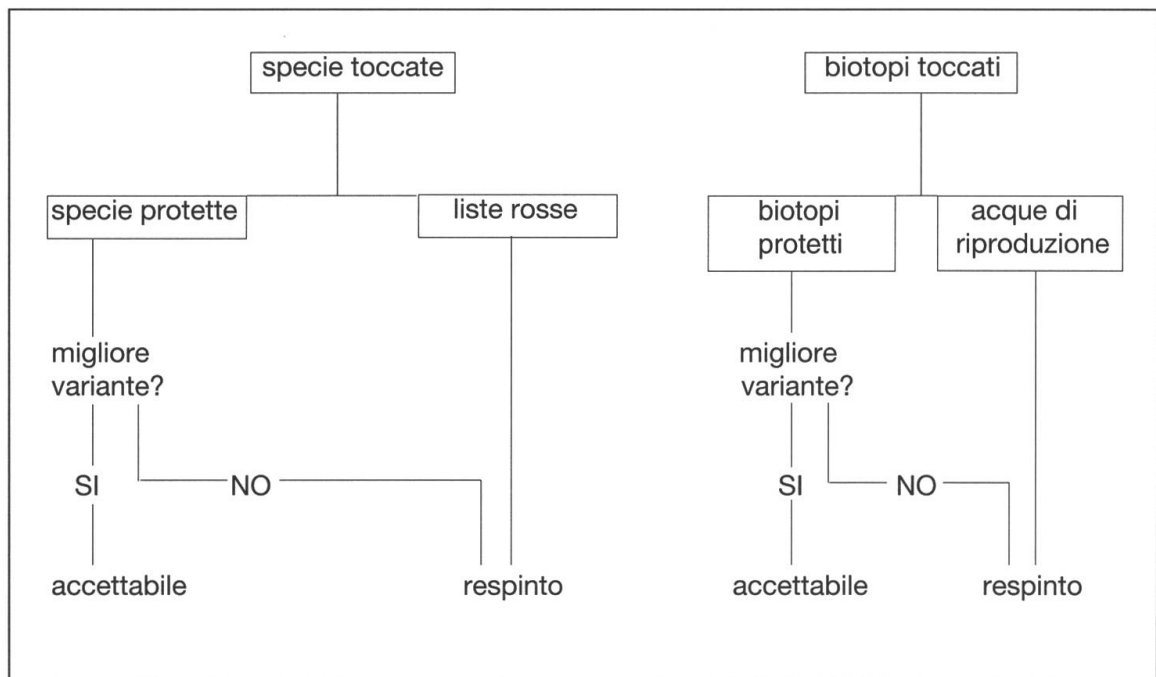 specie toccate
biotopi toccati
specie protette
liste rosse
biotopi
protetti
acque di
riproduzione
migliore
variante?
migliore
variante?
SI
NO
SI
NO
accettabile
respinto
accettabile
respinto